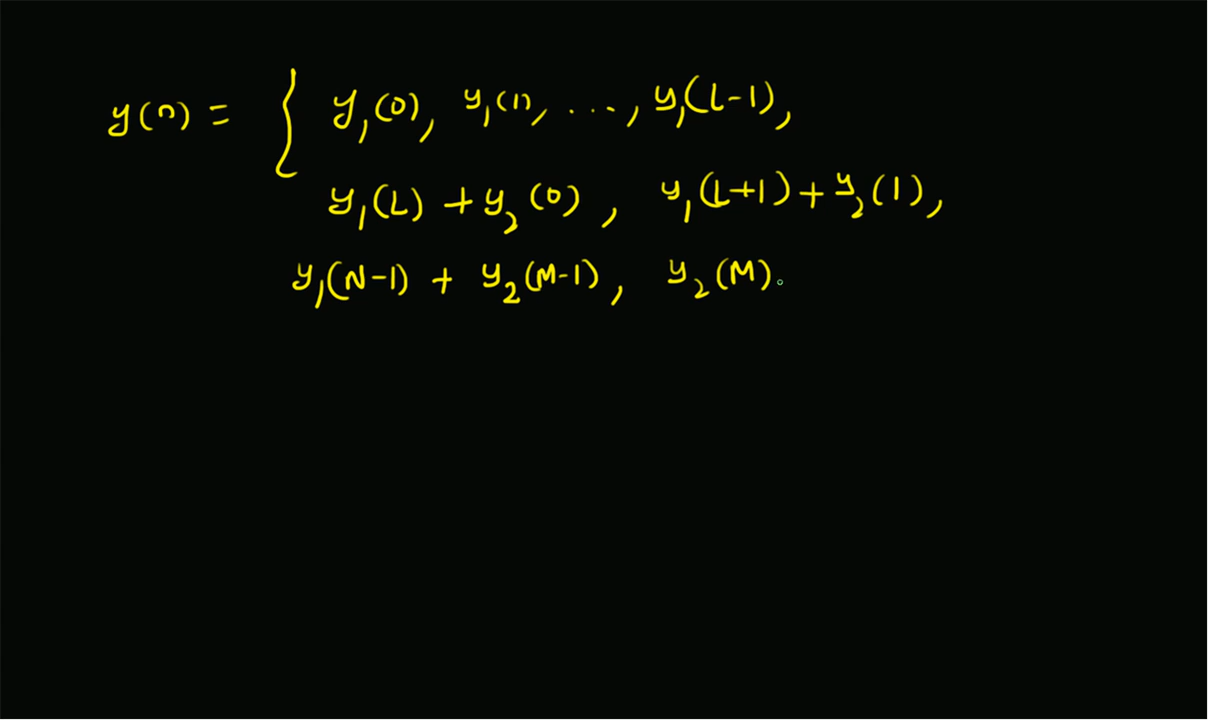 y(n) = { y₁(0), y₁(1), ..., y₁(L-1),
y₁(L) + y₂(0), y₁(L+1) + y₂(1),
y₁(N-1) + y₂(M-1), y₂(M)